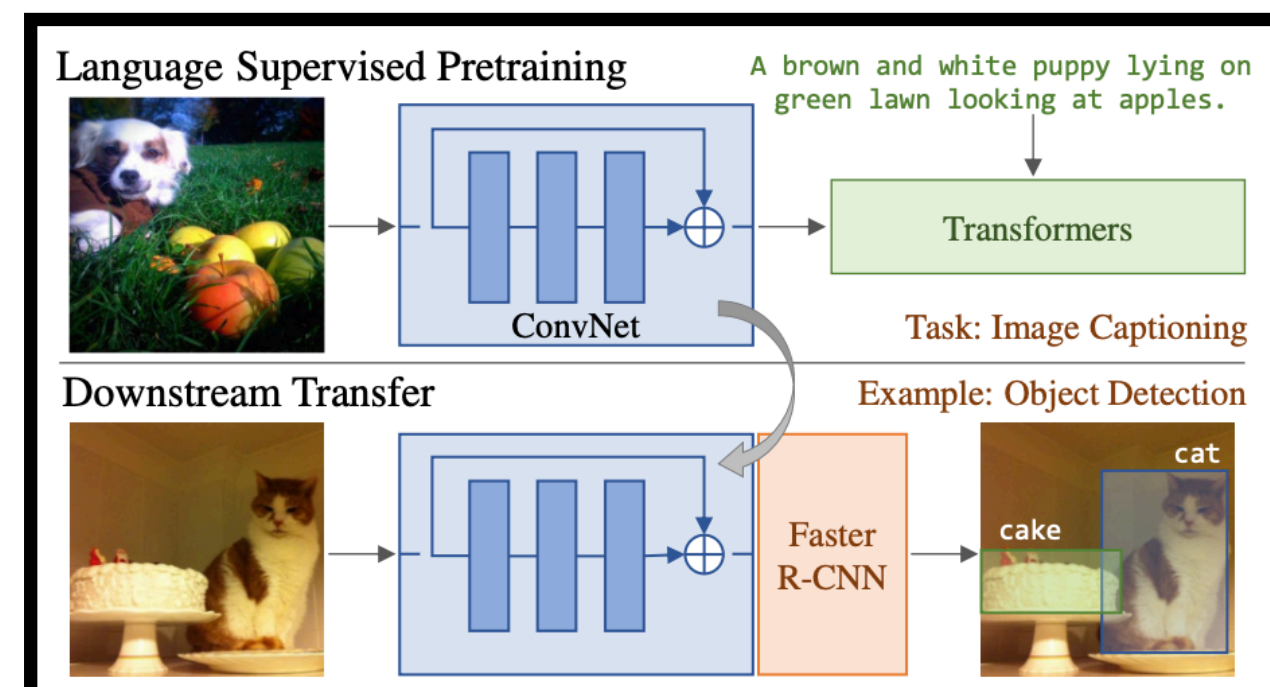 Language Supervised Pretraining
A brown and white puppy lying on
green lawn looking at apples.
Transformers
ConvNet
Task: Image Captioning
Downstream Transfer
Example: Object Detection
Faster
R-CNN
cat
cake